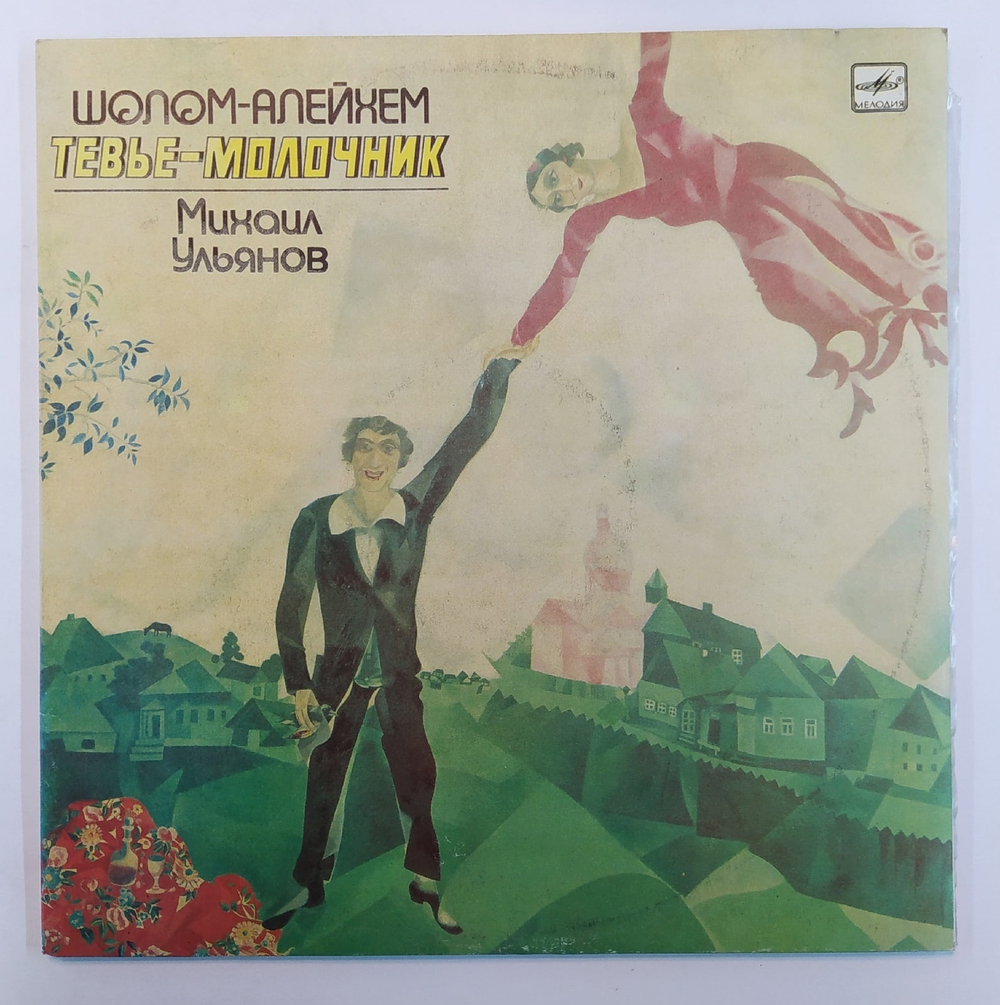 ШОЛОМ-АЛЕЙХЕМ
ТЕВЬЕ-МОЛОЧНИК
Михаил
Ульянов
МЕЛОДИЯ